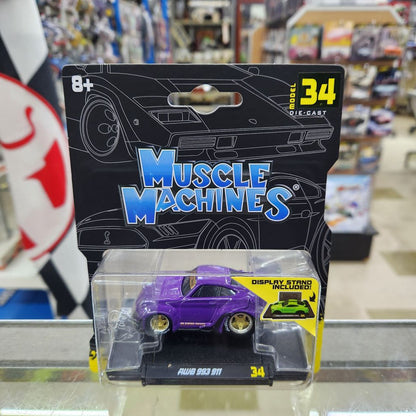 8+
MODEL
34
DIE-CAST
MUSCLE
MACHINES®
DISPLAY STAND
INCLUDED!
RWB 993 911
34